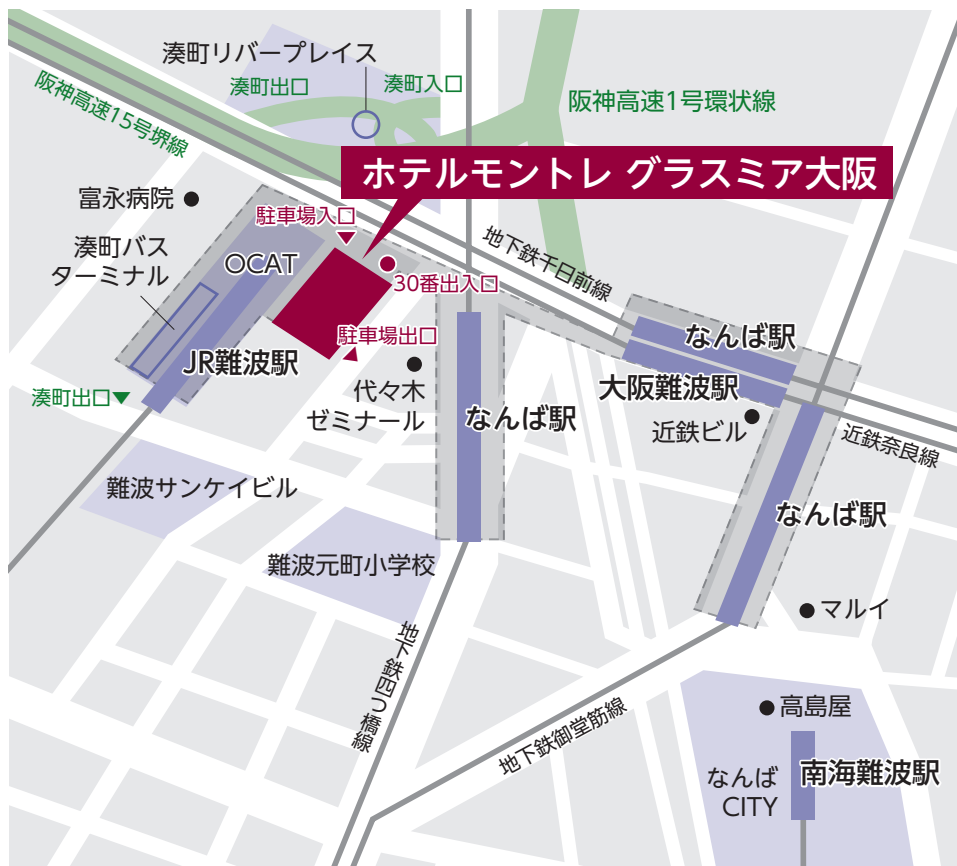 湊町リバープレイス
湊町出口
湊町入口
阪神高速1号環状線
阪神高速15号堺線
ホテルモントレ グラスミア大阪
富永病院
駐車場入口
湊町バス
ターミナル
OCAT
30番出入口
地下鉄千日前線
駐車場出口
なんば駅
JR難波駅
大阪難波駅
湊町出口
代々木
ゼミナール
なんば駅
近鉄ビル
近鉄奈良線
難波サンケイビル
なんば駅
難波元町小学校
マルイ
地下鉄四つ橋線
高島屋
地下鉄御堂筋線
なんば
CITY
南海難波駅